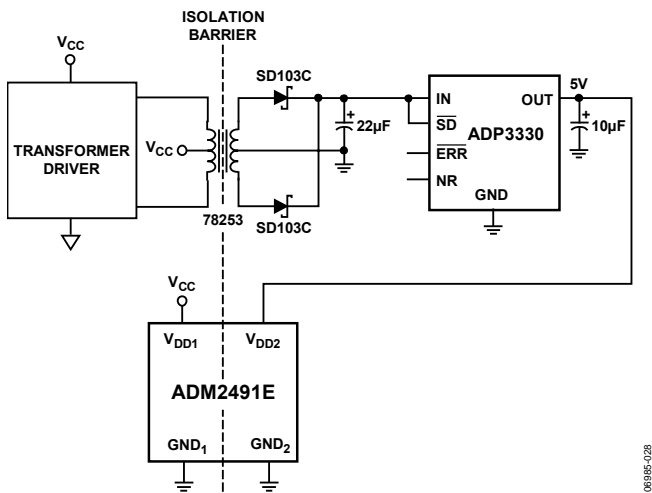 ISOLATION
BARRIER
VCC
SD103C
5V
IN
OUT
SD
ADP3330
22µF
+
10µF
+
TRANSFORMER
DRIVER
VCC
ERR
NR
GND
78253
SD103C
VCC
VDD1
VDD2
ADM2491E
GND1
GND2
06985-028